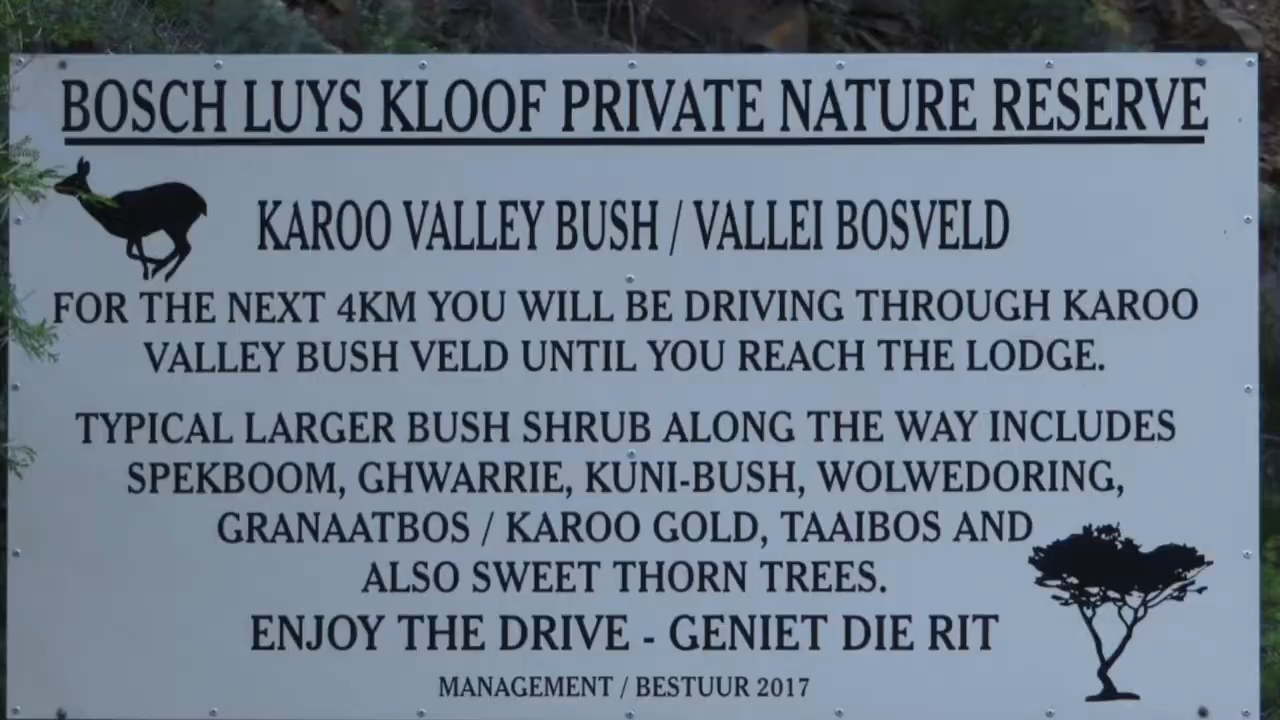 BOSCH LUYS KLOOF PRIVATE NATURE RESERVE
KAROO VALLEY BUSH / VALLEI BOSVELD
FOR THE NEXT 4KM YOU WILL BE DRIVING THROUGH KAROO
VALLEY BUSH VELD UNTIL YOU REACH THE LODGE.
TYPICAL LARGER BUSH SHRUB ALONG THE WAY INCLUDES
SPEKBOOM, GHWARRIE, KUNI-BUSH, WOLWEDORING,
GRANAATBOS / KAROO GOLD, TAAIBOS AND
ALSO SWEET THORN TREES.
ENJOY THE DRIVE - GENIET DIE RIT
MANAGEMENT / BESTUUR 2017